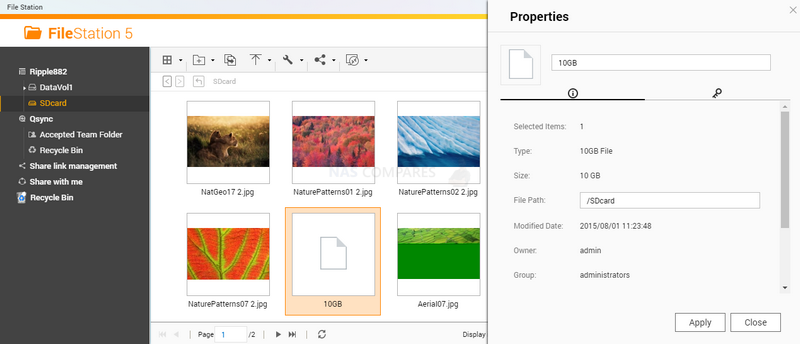 File Station
FileStation 5
Ripple882
DataVol1
SDcard
Qsync
Accepted Team Folder
Recycle Bin
Share link management
Share with me
Recycle Bin
SDcard
NatGeo17 2.jpg
NaturePatterns01 2.jpg
NaturePatterns02 2.jpg
NAS COMPARES
NaturePatterns07 2.jpg
10GB
Aerial07.jpg
Page 1 /2
Display
Properties
10GB
Selected Items: 1
Type: 10GB File
Size: 10 GB
File Path: /SDcard
Modified Date: 2015/08/01 11:23:48
Owner: admin
Group: administrators
Apply Close